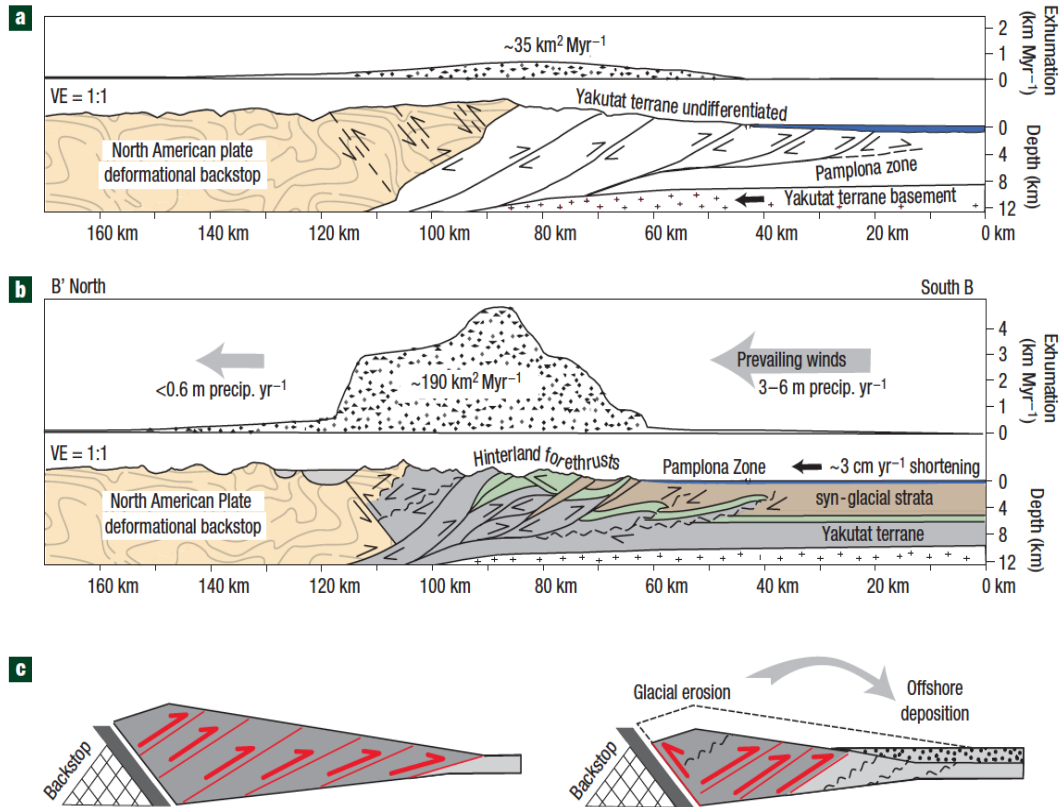 a
~35 km² Myr⁻¹
2
1
0
Exhumation
(km Myr⁻¹)
VE = 1:1
Yakutat terrane undifferentiated
North American plate
deformational backstop
Pamplona zone
Yakutat terrane basement
0
4
8
12
Depth (km)
160 km
140 km
120 km
100 km
80 km
60 km
40 km
20 km
0 km
b
B' North
South B
<0.6 m precip. yr⁻¹
~190 km² Myr⁻¹
Prevailing winds
3–6 m precip. yr⁻¹
4
3
2
1
0
Exhumation
(km Myr⁻¹)
VE = 1:1
Hinterland forethrusts
Pamplona Zone
~3 cm yr⁻¹ shortening
North American Plate
deformational backstop
syn-glacial strata
Yakutat terrane
0
4
8
12
Depth (km)
160 km
140 km
120 km
100 km
80 km
60 km
40 km
20 km
0 km
c
Backstop
Glacial erosion
Offshore
deposition
Backstop